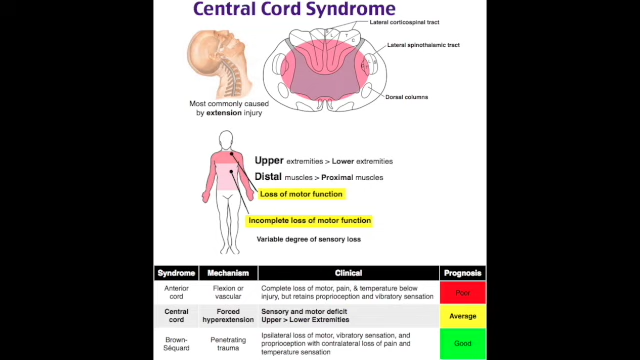 Central Cord Syndrome
Lateral corticospinal tract
Lateral spinothalamic tract
Dorsal columns
Most commonly caused
by extension injury
Upper extremities > Lower extremities
Distal muscles > Proximal muscles
Loss of motor function
Incomplete loss of motor function
Variable degree of sensory loss
Syndrome Mechanism Clinical Prognosis
Anterior cord
Flexion or vascular
Complete loss of motor, pain, & temperature below
injury, but retains proprioception and vibratory sensation
Poor
Central cord
Forced hyperextension
Sensory and motor deficit
Upper > Lower Extremities
Average
Brown-Séquard
Penetrating trauma
Ipsilateral loss of motor, vibratory sensation, and
proprioception with contralateral loss of pain and
temperature sensation
Good